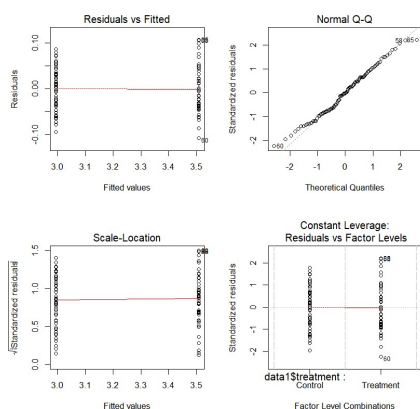 Residuals vs Fitted
Residuals
-0.10 0.00 0.10
60
3.0 3.1 3.2 3.3 3.4 3.5
Fitted values
Normal Q-Q
Standardized residuals
-2 -1 0 1 2
60
-2 -1 0 1 2
Theoretical Quantiles
Scale-Location
√|Standardized residuals|
0.0 0.5 1.0 1.5
3.0 3.1 3.2 3.3 3.4 3.5
Fitted values
Constant Leverage:
Residuals vs Factor Levels
Standardized residuals
-2 -1 0 1 2
60
data1$treatment :
Control Treatment
Factor Level Combinations